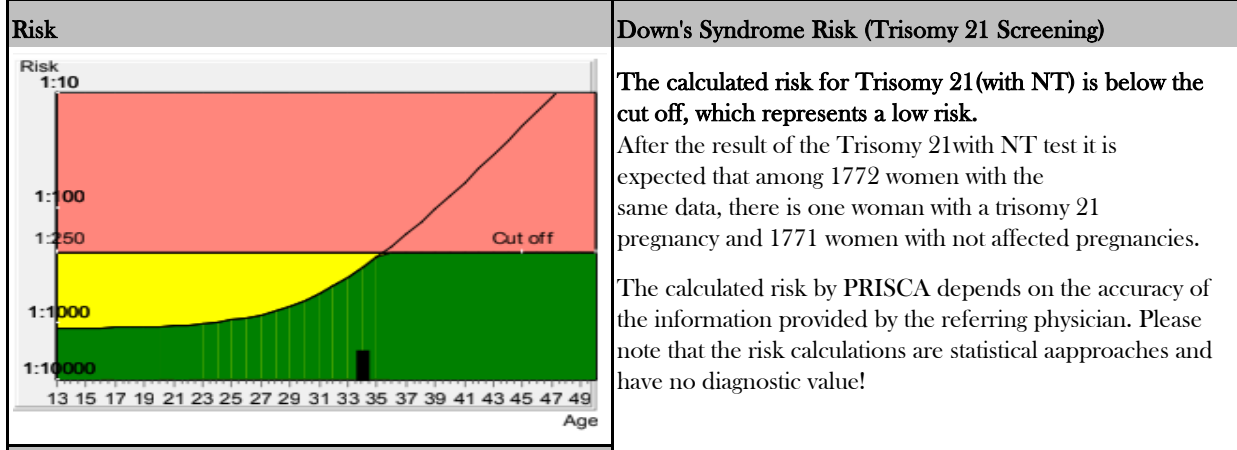 Risk
Down's Syndrome Risk (Trisomy 21 Screening)
Risk
1:10
1:100
1:250
Cut off
1:1000
1:10000
13 15 17 19 21 23 25 27 29 31 33 35 37 39 41 43 45 47 49
Age
The calculated risk for Trisomy 21(with NT) is below the
cut off, which represents a low risk.
After the result of the Trisomy 21with NT test it is
expected that among 1772 women with the
same data, there is one woman with a trisomy 21
pregnancy and 1771 women with not affected pregnancies.
The calculated risk by PRISCA depends on the accuracy of
the information provided by the referring physician. Please
note that the risk calculations are statistical aapproaches and
have no diagnostic value!